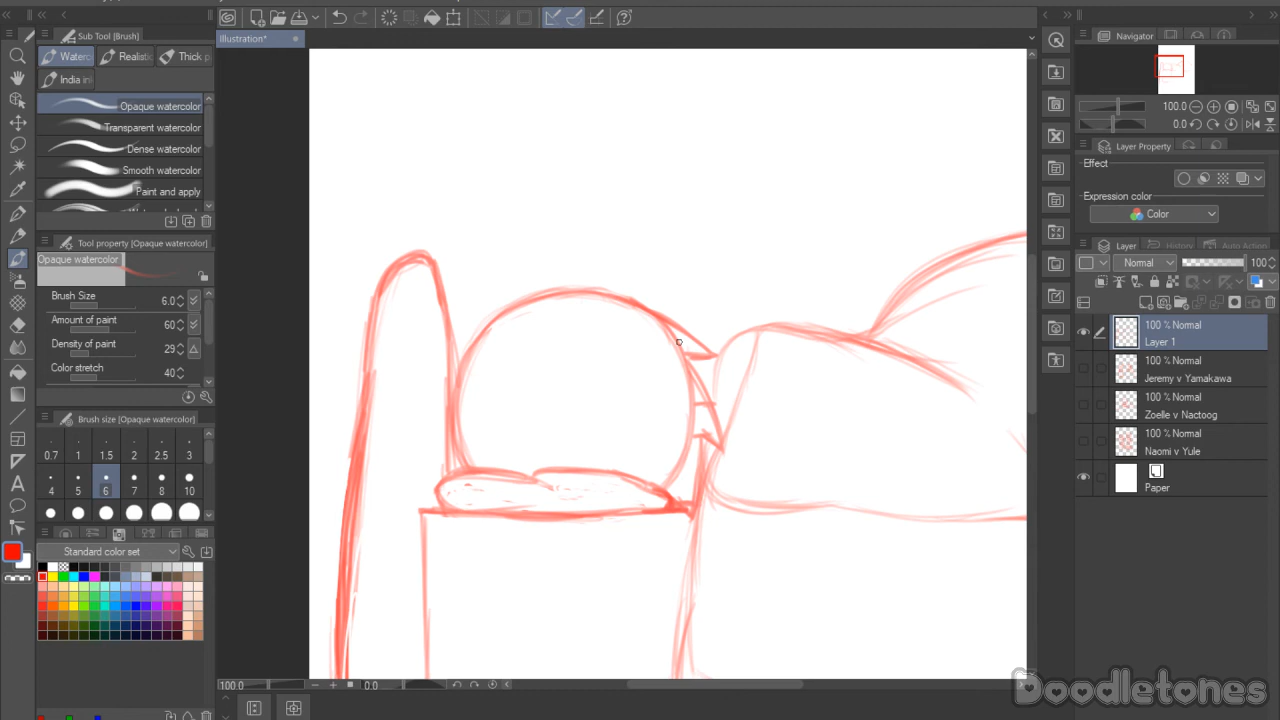 Sub Tool [Brush]
Waterc
Realistic
Thick p
India in
Opaque watercolor
Transparent watercolor
Dense watercolor
Smooth watercolor
Paint and apply
Tool property [Opaque watercolor]
Opaque watercolor
Brush Size 6.0
Amount of paint 60
Density of paint 29
Color stretch 40
Brush size [Opaque watercolor]
0.7 1 1.5 2 2.5 3
4 5 6 7 8 10
Standard color set
Illustration*
100.0
0.0
Navigator
100.0
0.0
Layer Property
Effect
Expression color
Color
Layer
History
Auto Action
Normal
100
100 % Normal
Layer 1
100 % Normal
Jeremy v Yamakawa
100 % Normal
Zoelle v Nactoog
100 % Normal
Naomi v Yule
Paper
Doodletones